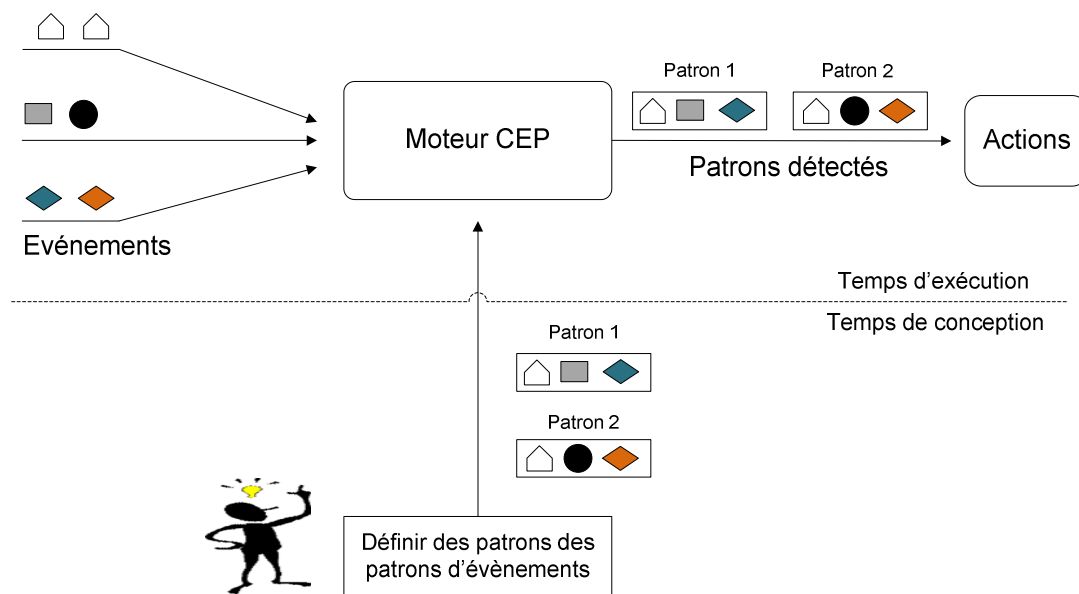 Patron 1
Patron 2
Moteur CEP
Actions
Patrons détectés
Evénements
Temps d'exécution
Temps de conception
Patron 1
Patron 2
Définir des patrons des
patrons d'évènements